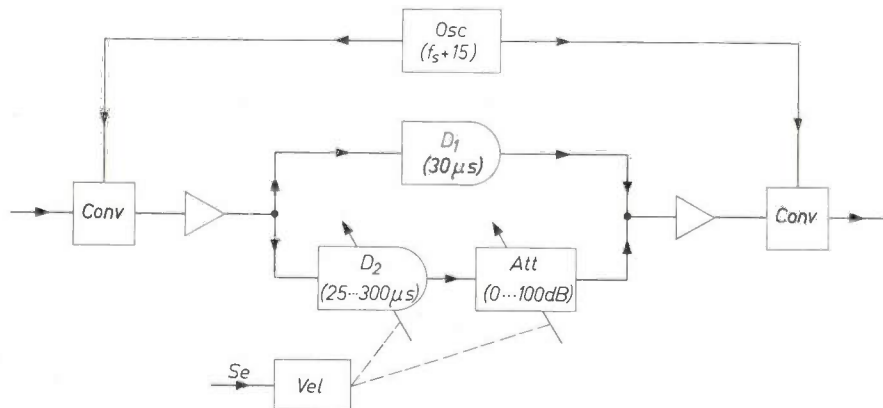 Osc
(fs+15)
D1
(30μs)
Conv
Conv
D2
(25···300μs)
Att
(0···100dB)
Se
Vel